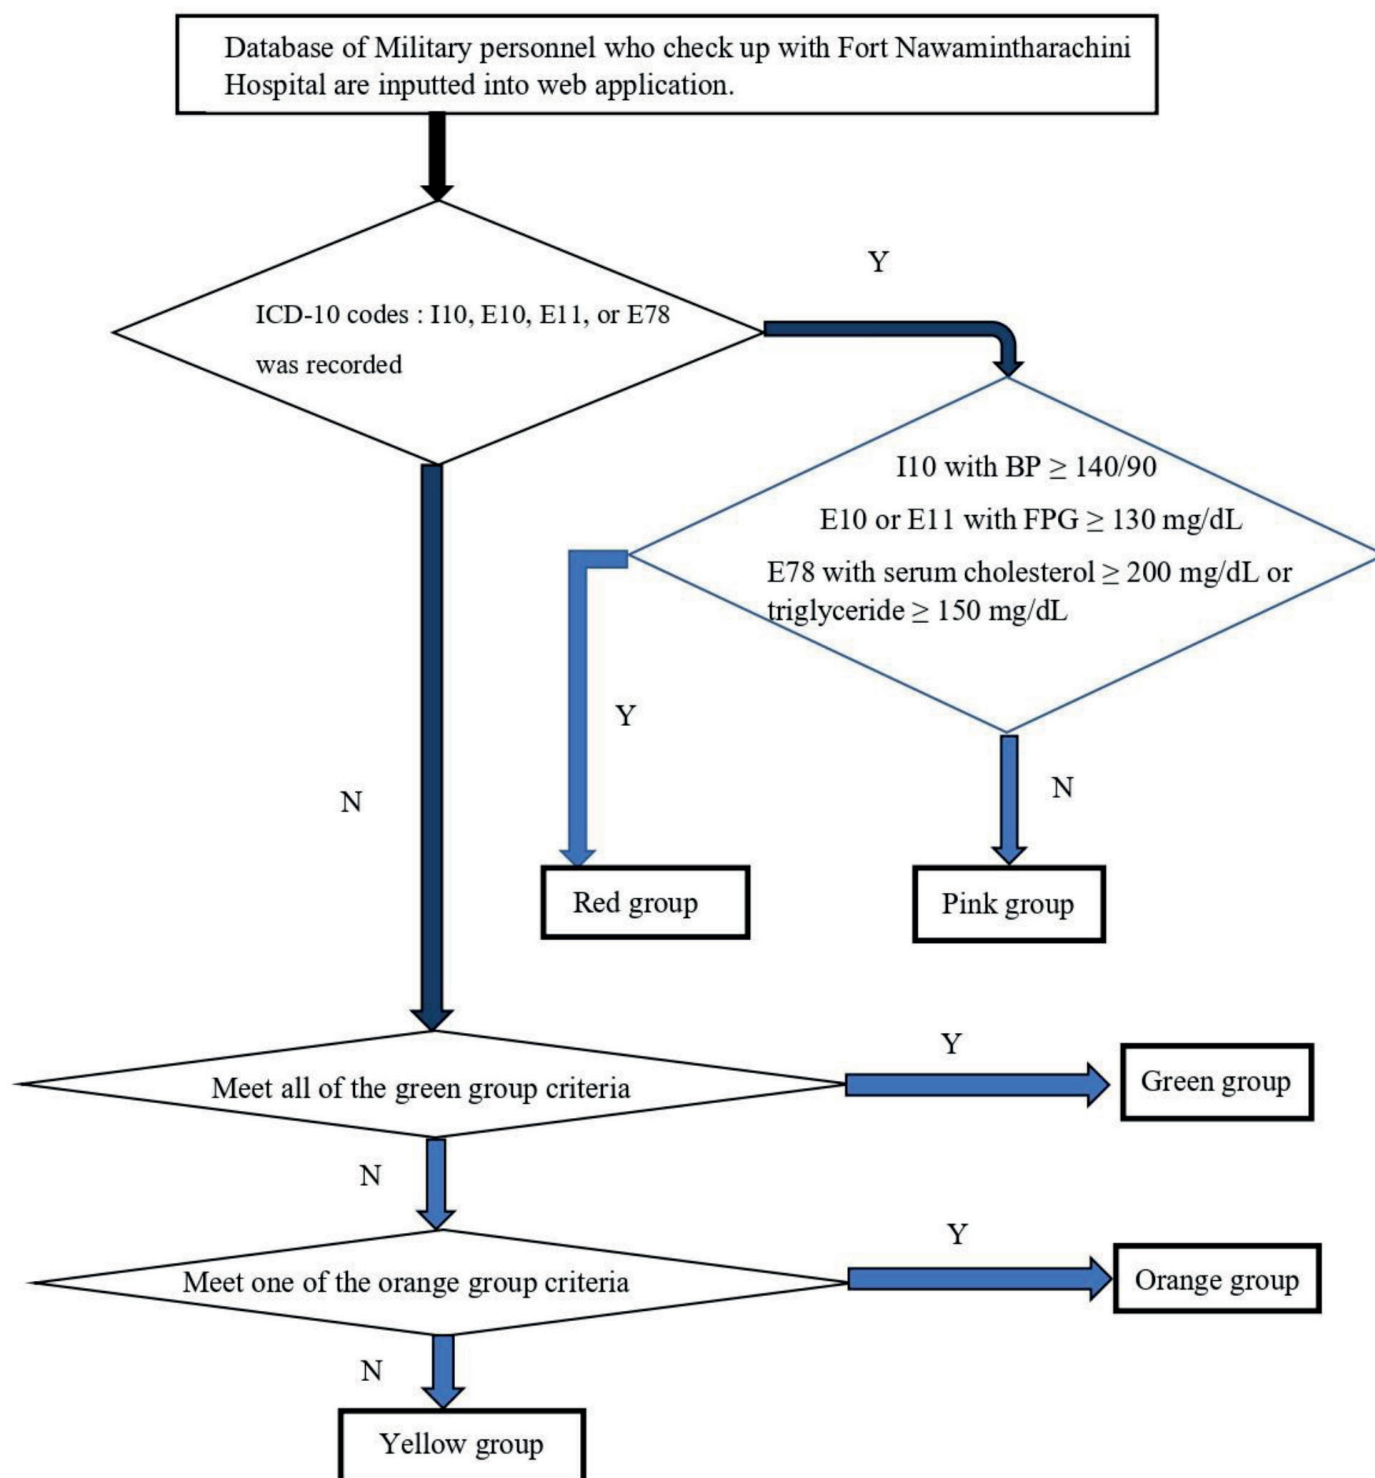 Database of Military personnel who check up with Fort Nawamintharachini
Hospital are inputted into web application.
Y
ICD-10 codes : I10, E10, E11, or E78
was recorded
I10 with BP ≥ 140/90
E10 or E11 with FPG ≥ 130 mg/dL
E78 with serum cholesterol ≥ 200 mg/dL or
triglyceride ≥ 150 mg/dL
Y
N
N
Red group
Pink group
Y
Meet all of the green group criteria
Green group
N
Y
Meet one of the orange group criteria
Orange group
N
Yellow group